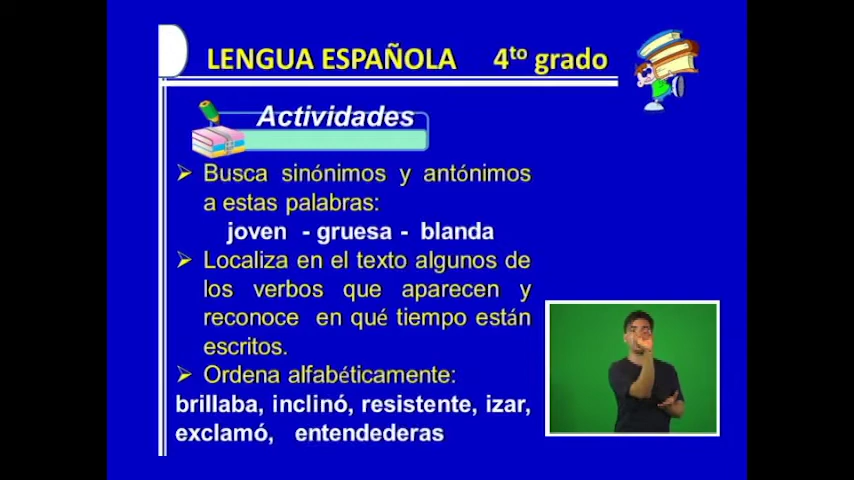 LENGUA ESPAÑOLA 4to grado
Actividades
Busca sinónimos y antónimos
a estas palabras:
joven - gruesa - blanda
Localiza en el texto algunos de
los verbos que aparecen y
reconoce en qué tiempo están
escritos.
Ordena alfabéticamente:
brillaba, inclinó, resistente, izar,
exclamó, entendederas